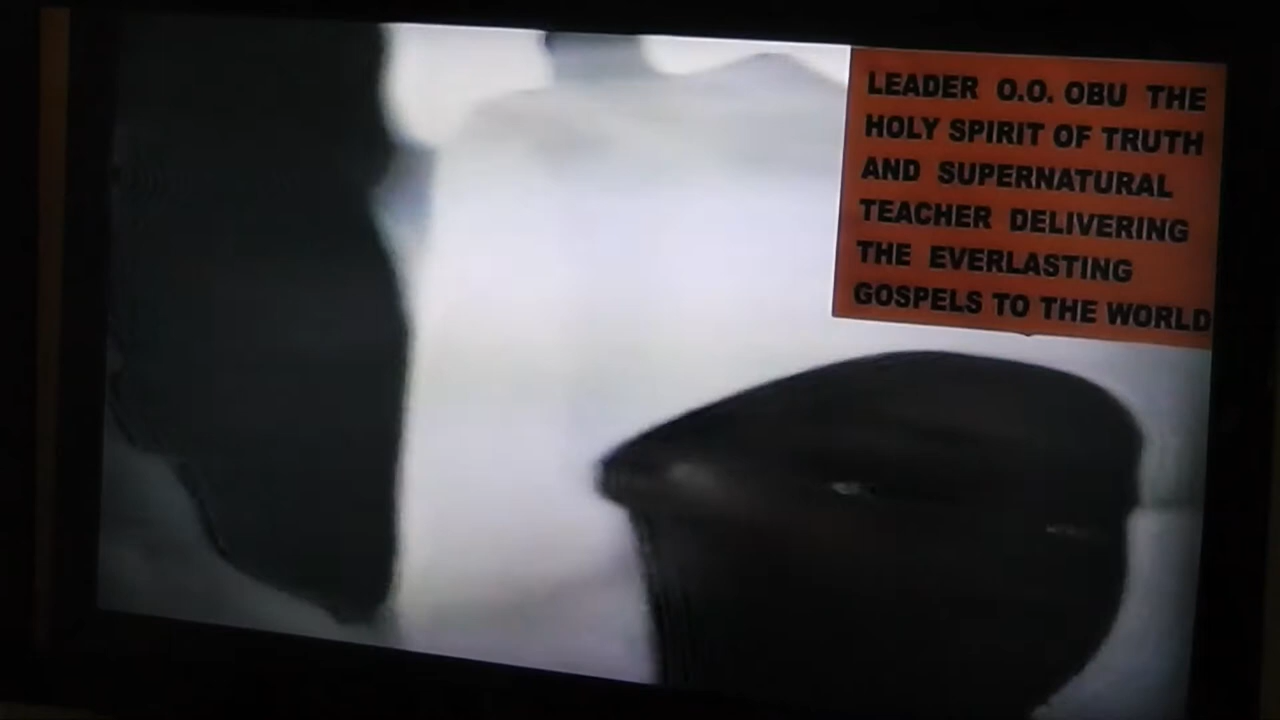 LEADER O.O. OBU THE
HOLY SPIRIT OF TRUTH
AND SUPERNATURAL
TEACHER DELIVERING
THE EVERLASTING
GOSPELS TO THE WORLD